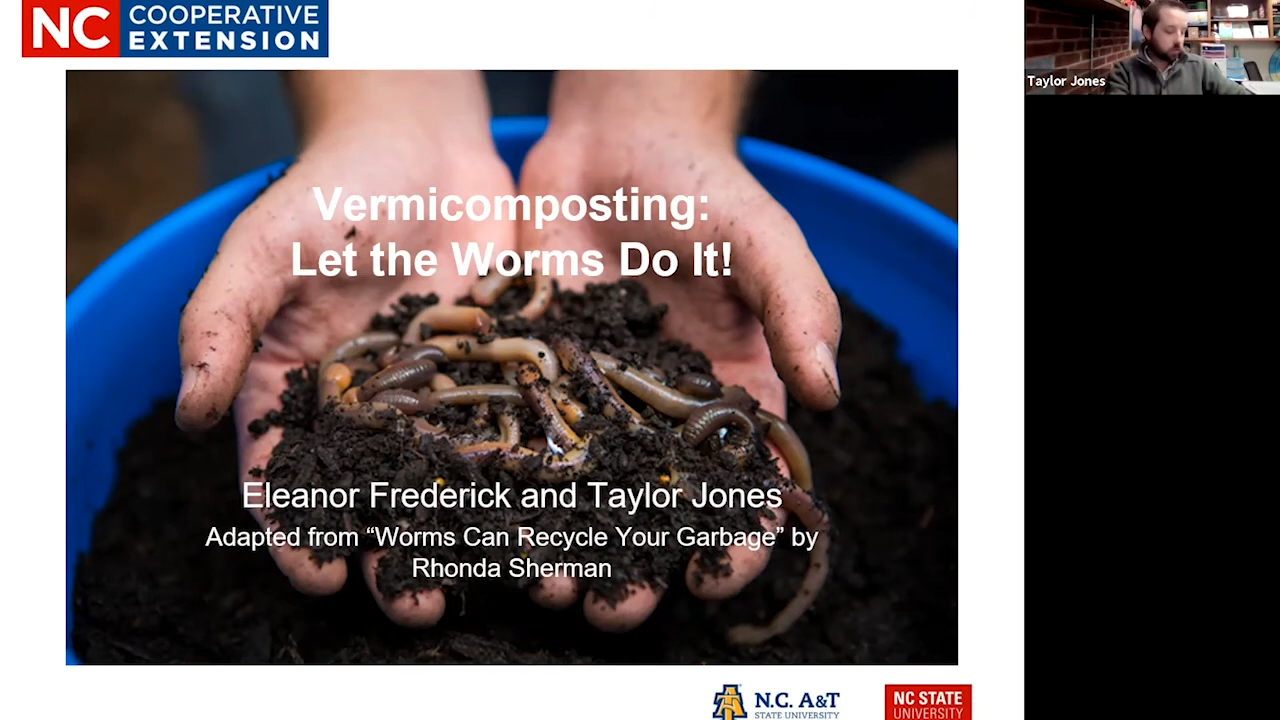 NC COOPERATIVE
EXTENSION
Taylor Jones
Vermicomposting:
Let the Worms Do It!
Eleanor Frederick and Taylor Jones
Adapted from “Worms Can Recycle Your Garbage” by
Rhonda Sherman
N.C. A&T
STATE UNIVERSITY
NC STATE
UNIVERSITY